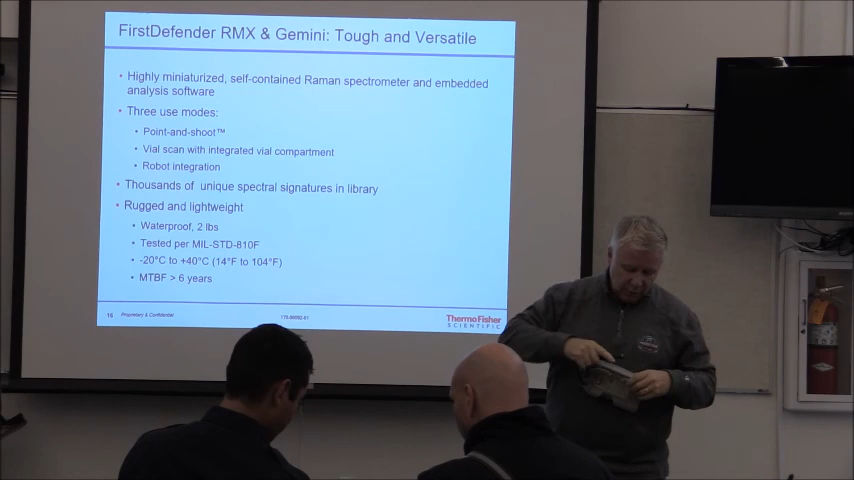 FirstDefender RMX & Gemini: Tough and Versatile
• Highly miniaturized, self-contained Raman spectrometer and embedded
analysis software
• Three use modes:
• Point-and-shoot™
• Vial scan with integrated vial compartment
• Robot integration
• Thousands of unique spectral signatures in library
• Rugged and lightweight
• Waterproof, 2 lbs
• Tested per MIL-STD-810F
• -20°C to +40°C (14°F to 104°F)
• MTBF > 6 years
16 Proprietary & Confidential
ThermoFisher
SCIENTIFIC